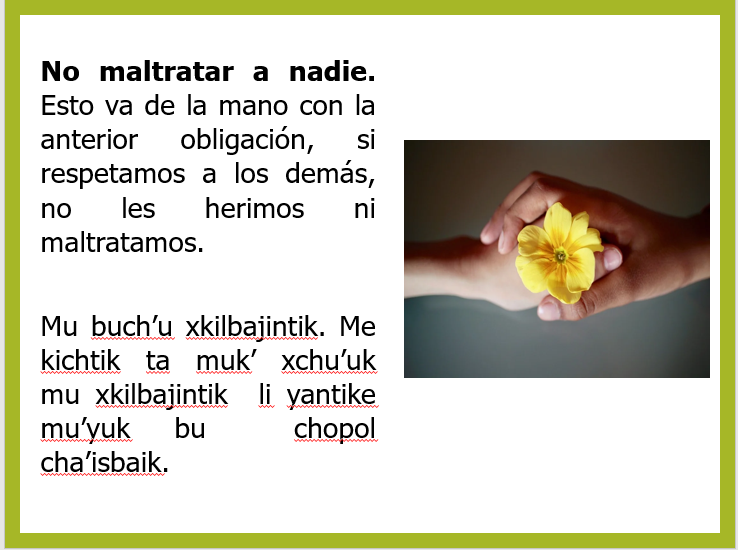 No maltratar a nadie.
Esto va de la mano con la
anterior obligación, si
respetamos a los demás,
no les herimos ni
maltratamos.
Mu buch’u xkilbajintik. Me
kichtik ta muk’ xchu’uk
mu xkilbajintik li yantike
mu’yuk bu chopol
cha’isbaik.